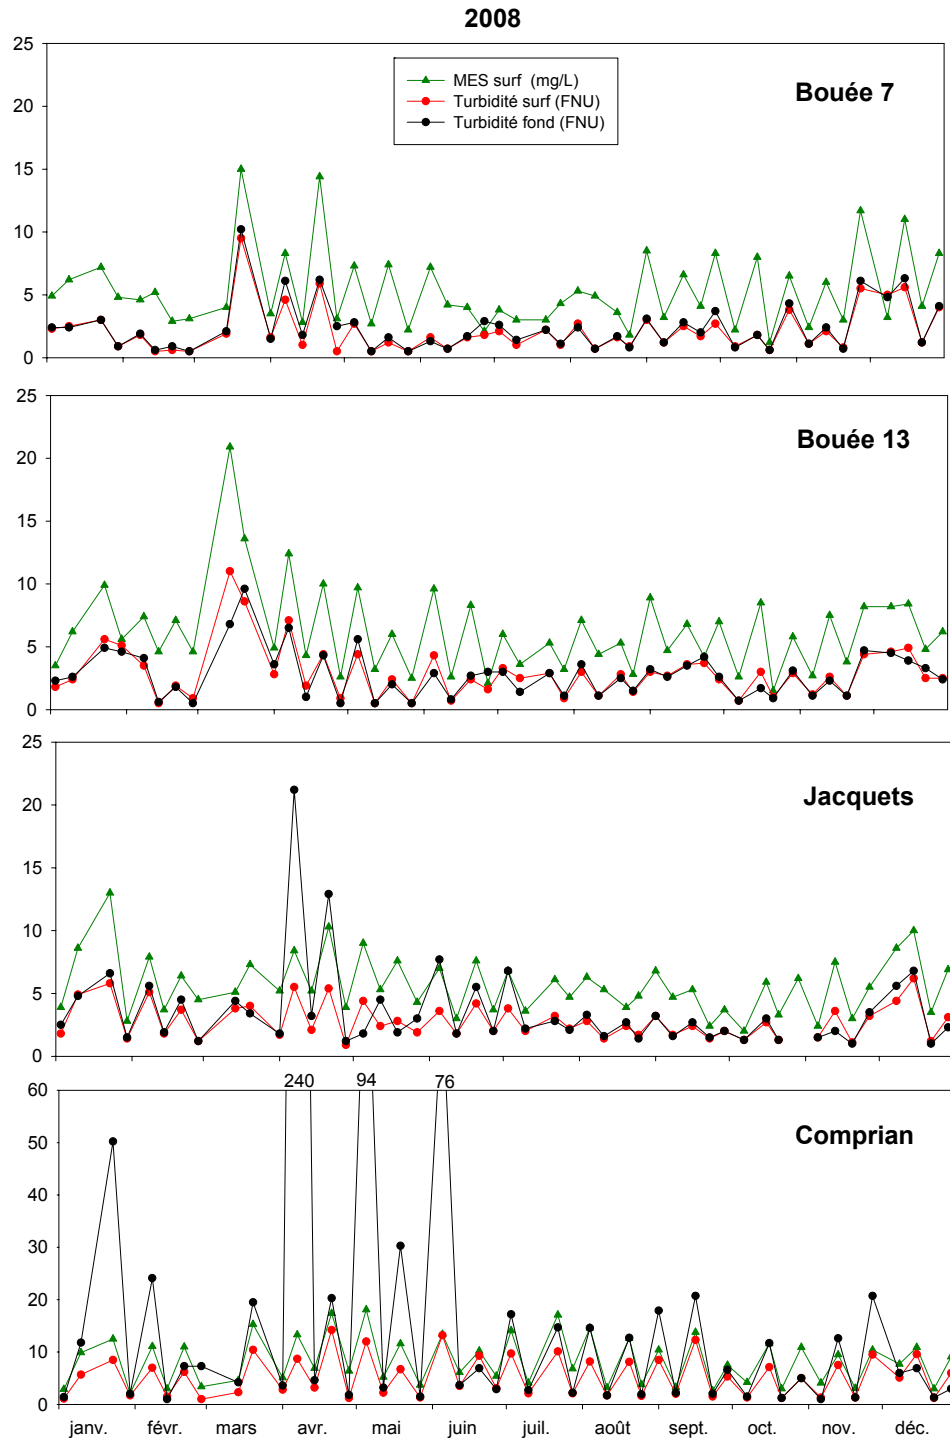 2008
25
20
15
10
5
0
MES surf (mg/L)
Turbidité surf (FNU)
Turbidité fond (FNU)
Bouée 7
25
20
15
10
5
0
Bouée 13
25
20
15
10
5
0
Jacquets
240
94
76
60
50
40
30
20
10
0
Comprian
janv.
févr.
mars
avr.
mai
juin
juil.
août
sept.
oct.
nov.
déc.